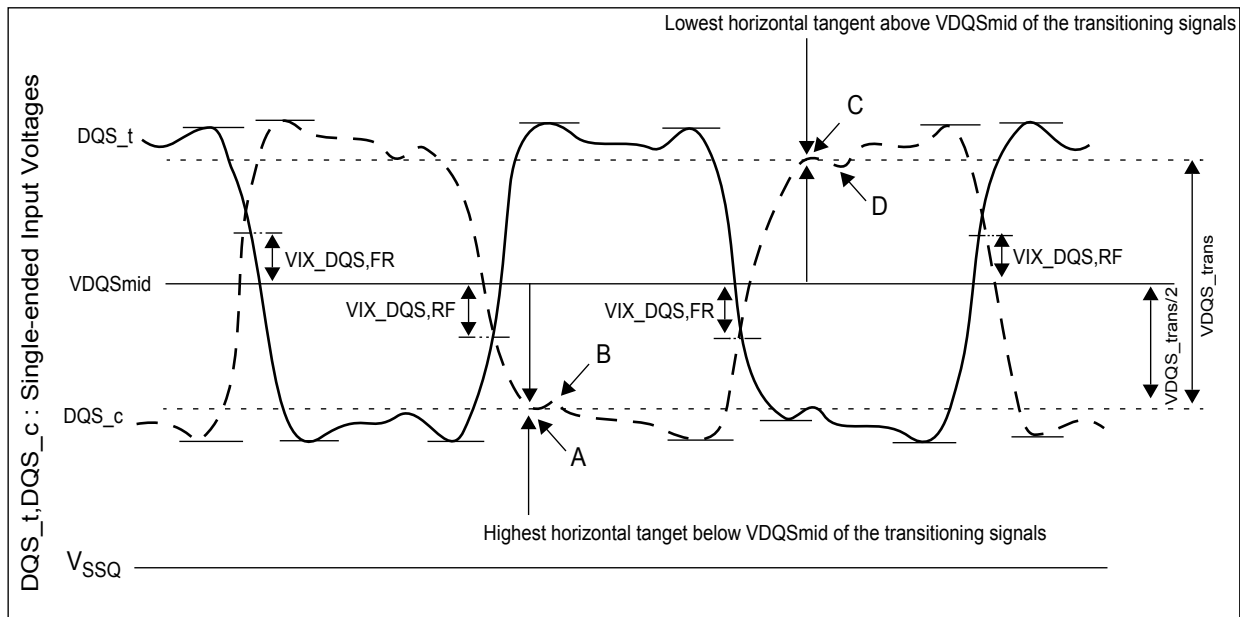 Lowest horizontal tangent above VDQSmid of the transitioning signals
DQS_t,DQS_c : Single-ended Input Voltages
DQS_t
C
D
VIX_DQS,FR
VIX_DQS,RF
VDQSmid
VIX_DQS,RF
VIX_DQS,FR
VDQS_trans
VDQS_trans/2
B
DQS_c
A
Highest horizontal tanget below VDQSmid of the transitioning signals
VSSQ